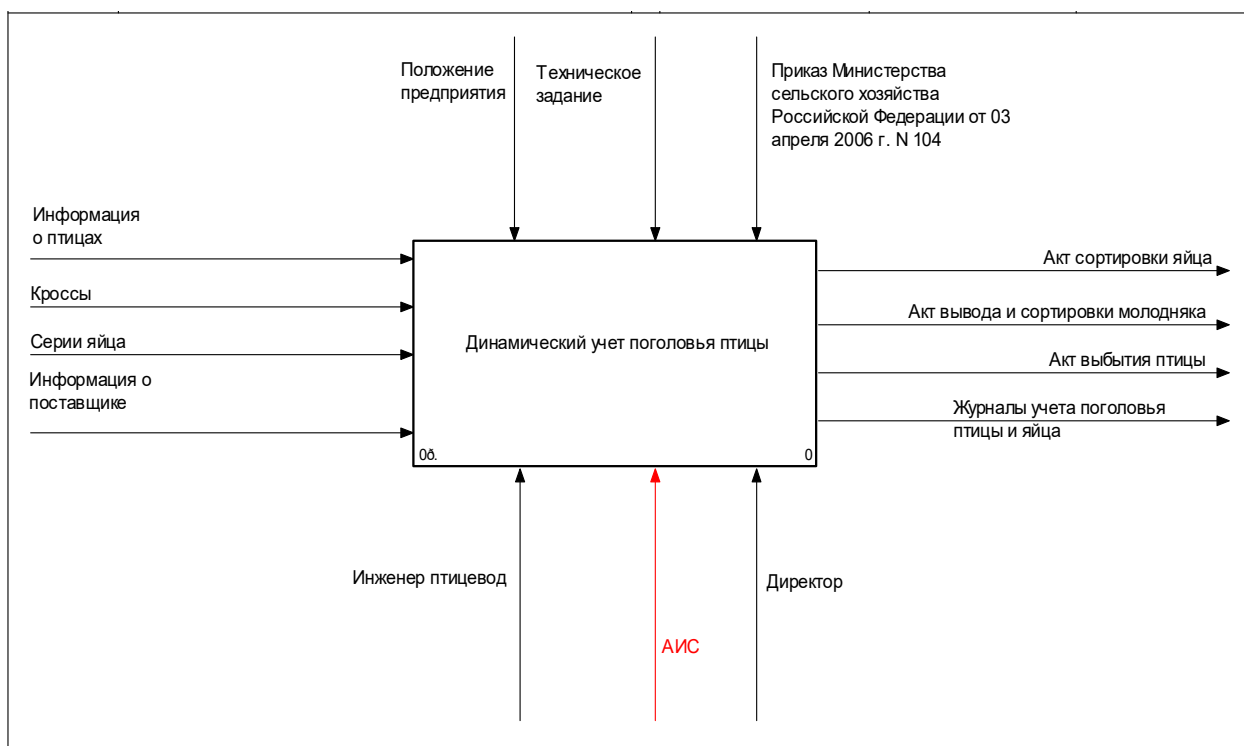 Положение
предприятия
Техническое
задание
Приказ Министерства
сельского хозяйства
Российской Федерации от 03
апреля 2006 г. N 104
Информация
о птицах
Кроссы
Серии яйца
Информация о
поставщике
Динамический учет поголовья птицы
0ð.
0
Акт сортировки яйца
Акт вывода и сортировки молодняка
Акт выбытия птицы
Журналы учета поголовья
птицы и яйца
Инженер птицевод
АИС
Директор